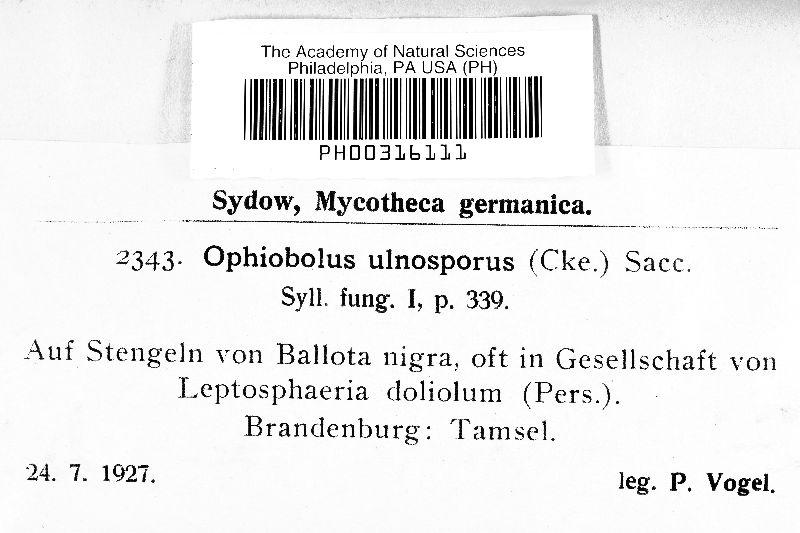 The Academy of Natural Sciences
Philadelphia, PA USA (PH)
PH00316111
Sydow, Mycotheca germanica.
2343. Ophiobolus ulnosporus (Cke.) Sacc.
Syll. fung. I, p. 339.
Auf Stengeln von Ballota nigra, oft in Gesellschaft von
Leptosphaeria doliolum (Pers.).
Brandenburg: Tamsel.
24. 7. 1927.
leg. P. Vogel.